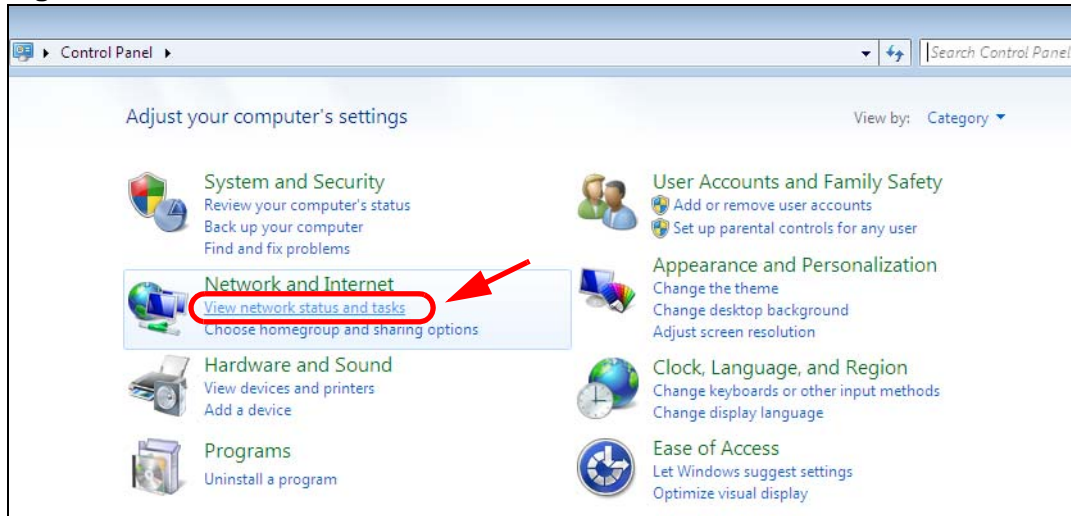 Control Panel
Search Control Panel
Adjust your computer's settings
View by: Category
System and Security
Review your computer's status
Back up your computer
Find and fix problems
Network and Internet
View network status and tasks
Choose homegroup and sharing options
Hardware and Sound
View devices and printers
Add a device
Programs
Uninstall a program
User Accounts and Family Safety
Add or remove user accounts
Set up parental controls for any user
Appearance and Personalization
Change the theme
Change desktop background
Adjust screen resolution
Clock, Language, and Region
Change keyboards or other input methods
Change display language
Ease of Access
Let Windows suggest settings
Optimize visual display